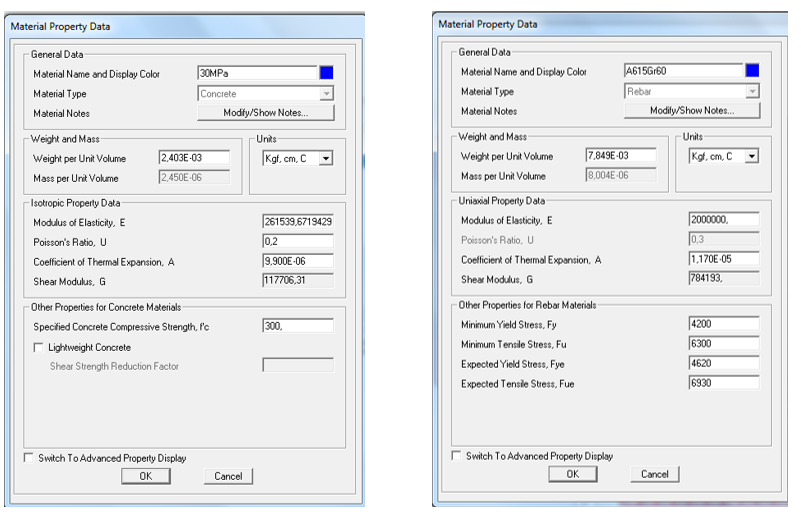 Material Property Data
General Data
Material Name and Display Color 30MPa
Material Type Concrete
Material Notes Modify/Show Notes...
Weight and Mass Units
Weight per Unit Volume 2,403E-03 Kgf, cm, C
Mass per Unit Volume 2,450E-06
Isotropic Property Data
Modulus of Elasticity, E 261539,6719429
Poisson's Ratio, U 0,2
Coefficient of Thermal Expansion, A 9,900E-06
Shear Modulus, G 117706,31
Other Properties for Concrete Materials
Specified Concrete Compressive Strength, f'c 300,
Lightweight Concrete
Shear Strength Reduction Factor
Switch To Advanced Property Display
OK Cancel
Material Property Data
General Data
Material Name and Display Color A615Gr60
Material Type Rebar
Material Notes Modify/Show Notes...
Weight and Mass Units
Weight per Unit Volume 7,849E-03 Kgf, cm, C
Mass per Unit Volume 8,004E-06
Uniaxial Property Data
Modulus of Elasticity, E 2000000,
Poisson's Ratio, U 0,3
Coefficient of Thermal Expansion, A 1,170E-05
Shear Modulus, G 784193,
Other Properties for Rebar Materials
Minimum Yield Stress, Fy 4200
Minimum Tensile Stress, Fu 6300
Expected Yield Stress, Fye 4620
Expected Tensile Stress, Fue 6930
Switch To Advanced Property Display
OK Cancel